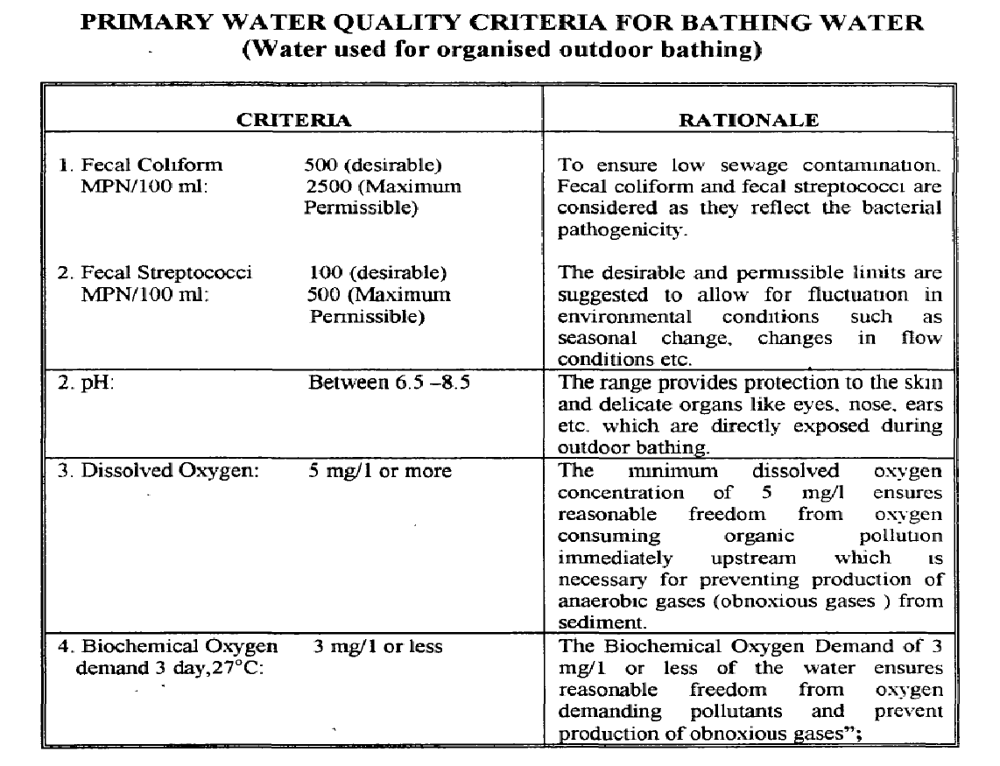 PRIMARY WATER QUALITY CRITERIA FOR BATHING WATER
(Water used for organised outdoor bathing)
CRITERIA
RATIONALE
1. Fecal Coliform 500 (desirable)
MPN/100 ml: 2500 (Maximum
Permissible)
To ensure low sewage contamination.
Fecal coliform and fecal streptococci are
considered as they reflect the bacterial
pathogenicity.
2. Fecal Streptococci 100 (desirable)
MPN/100 ml: 500 (Maximum
Permissible)
The desirable and permissible limits are
suggested to allow for fluctuation in
environmental conditions such as
seasonal change, changes in flow
conditions etc.
2. pH: Between 6.5 –8.5
The range provides protection to the skin
and delicate organs like eyes, nose, ears
etc. which are directly exposed during
outdoor bathing.
3. Dissolved Oxygen: 5 mg/l or more
The minimum dissolved oxygen
concentration of 5 mg/l ensures
reasonable freedom from oxygen
consuming organic pollution
immediately upstream which is
necessary for preventing production of
anaerobic gases (obnoxious gases ) from
sediment.
4. Biochemical Oxygen 3 mg/l or less
demand 3 day,27°C:
The Biochemical Oxygen Demand of 3
mg/l or less of the water ensures
reasonable freedom from oxygen
demanding pollutants and prevent
production of obnoxious gases”;